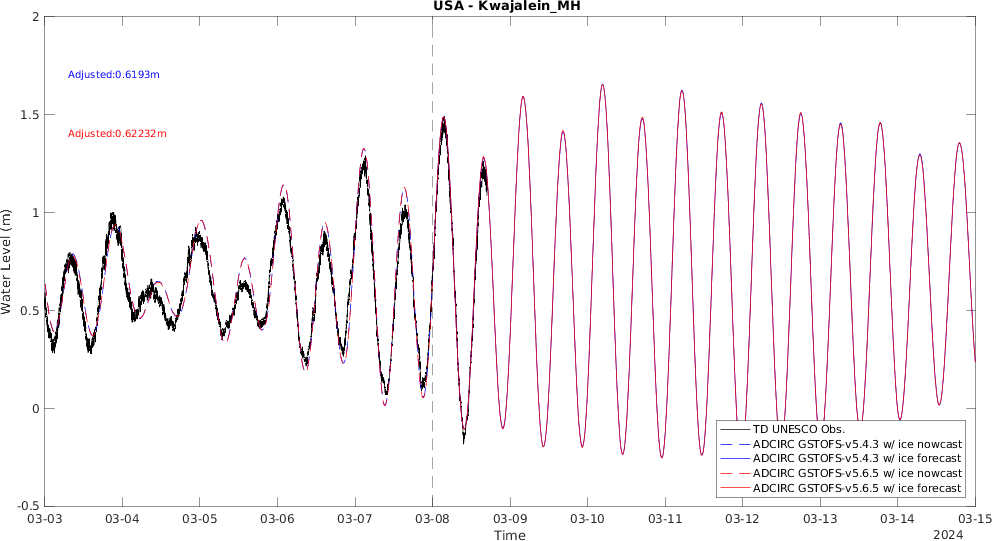 USA - Kwajalein_MH
2
Adjusted:0.6193m
1.5
Adjusted:0.62232m
1
Water Level (m)
0.5
0
TD UNESCO Obs.
ADCIRC GSTOFS-v5.4.3 w/ ice nowcast
ADCIRC GSTOFS-v5.4.3 w/ ice forecast
ADCIRC GSTOFS-v5.6.5 w/ ice nowcast
ADCIRC GSTOFS-v5.6.5 w/ ice forecast
-0.5
03-03 03-04 03-05 03-06 03-07 03-08 03-09 03-10 03-11 03-12 03-13 03-14 03-15
Time
2024